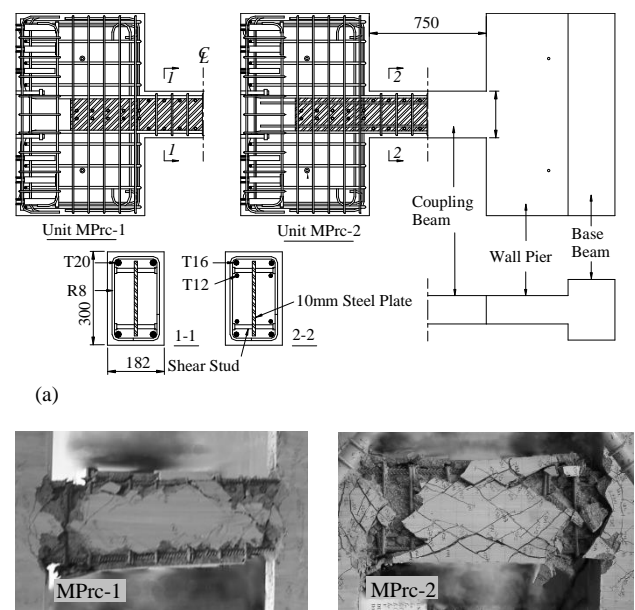 750
1
℄
2
1
2
Unit MPrc-1
Unit MPrc-2
Coupling
Beam
Wall Pier
Base
Beam
T20
R8
300
1-1
182
T16
T12
2-2
10mm Steel Plate
Shear Stud
(a)
MPrc-1
MPrc-2